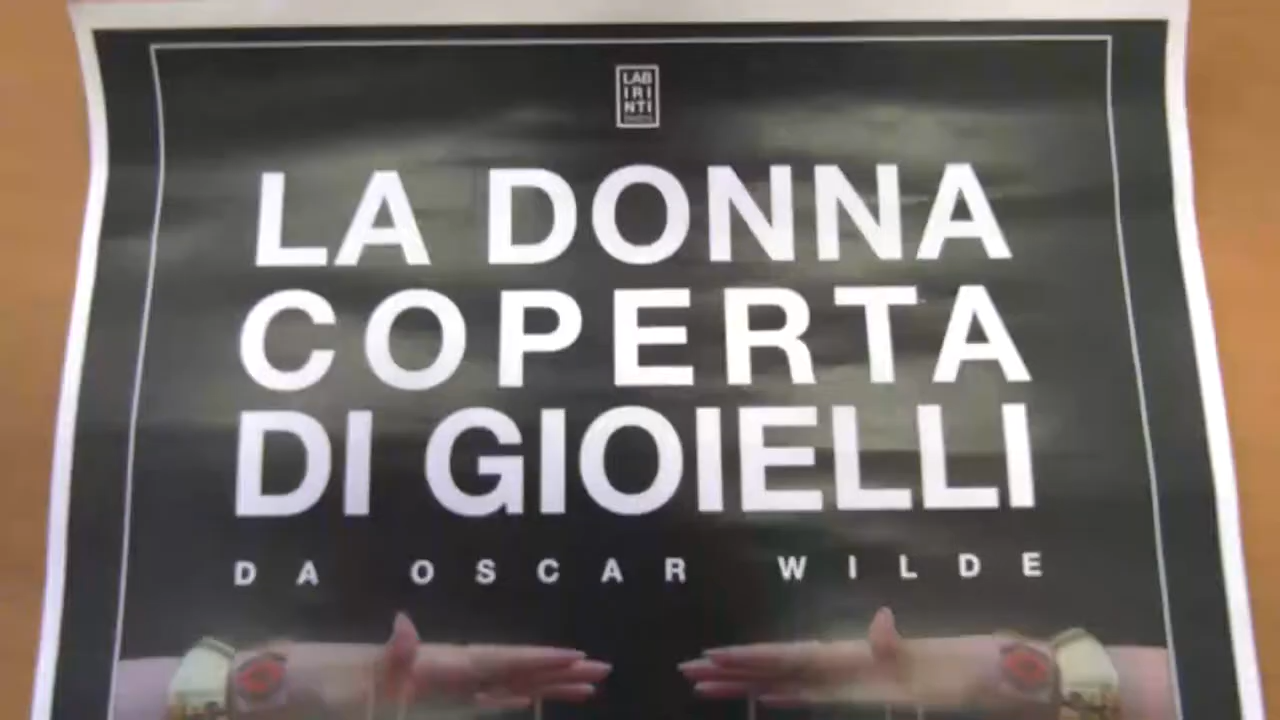 LAB
IRI
NTI
LA DONNA
COPERTA
DI GIOIELLI
DA OSCAR WILDE